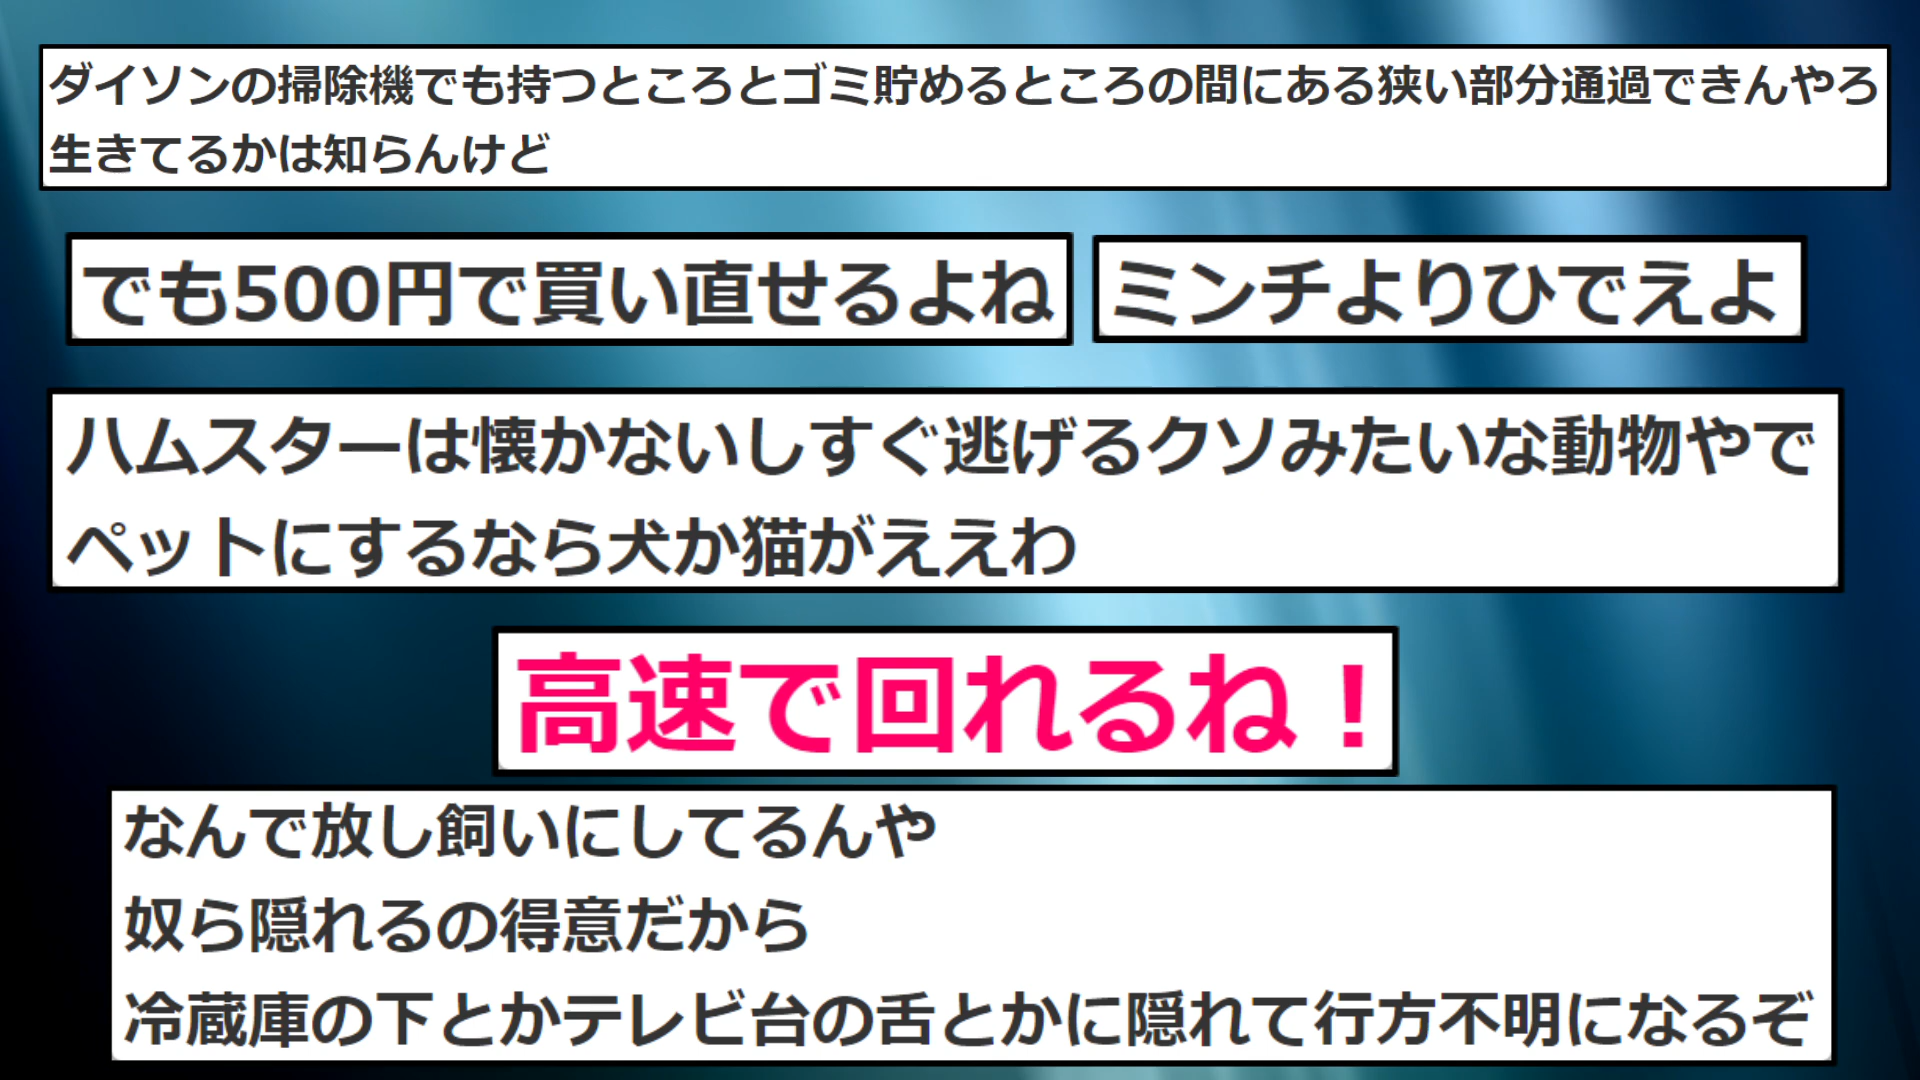 ダイソンの掃除機でも持つところとゴミ貯めるところの間にある狭い部分通過できんやろ
生きてるかは知らんけど
でも500円で買い直せるよね
ミンチよりひでえよ
ハムスターは懐かないしすぐ逃げるクソみたいな動物やで
ペットにするなら犬か猫がええわ
高速で回れるね！
なんで放し飼いにしてるんや
奴ら隠れるの得意だから
冷蔵庫の下とかテレビ台の舌とかに隠れて行方不明になるぞ